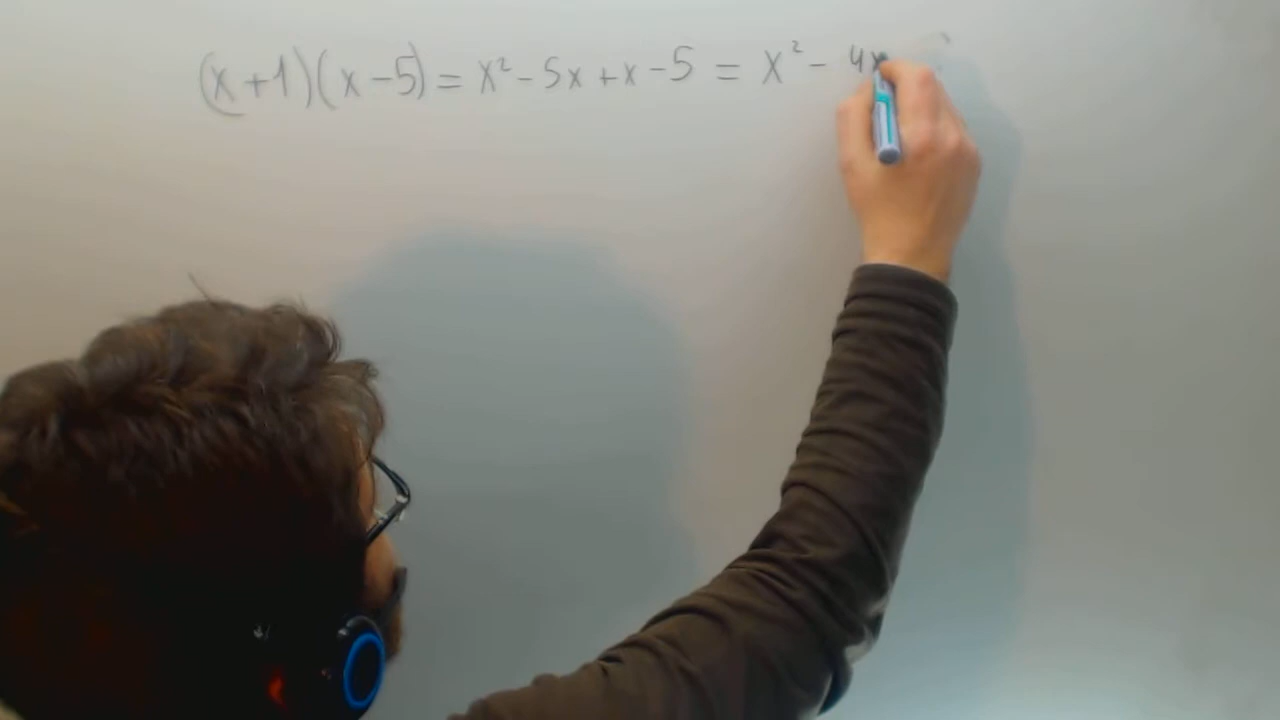 (x+1)(x-5) = x² - 5x + x - 5 = x² - 4x